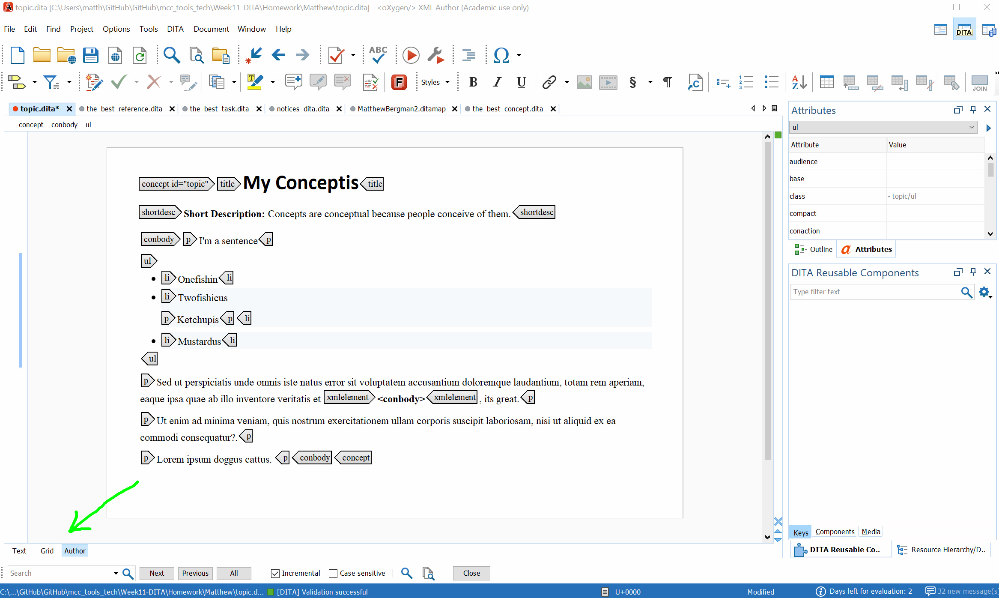 topic.dita [C:\Users\matth\GitHub\GitHub\mcc_tools_tech\Week11-DITA\Homework\Matthew\topic.dita] - <oXygen/> XML Author (Academic use only)
File Edit Find Project Options Tools DITA Document Window Help
DITA
ABC
Styles B I U § ¶ C A Z JOIN
topic.dita* the_best_reference.dita the_best_task.dita notices_dita.dita MatthewBergman2.ditamap the_best_concept.dita
concept conbody ul
concept id="topic" title My Conceptis title
shortdesc Short Description: Concepts are conceptual because people conceive of them. shortdesc
conbody p I'm a sentence p
ul
• li Onefishin li
• li Twofishicus
p Ketchupis p li
• li Mustardus li
ul
p Sed ut perspiciatis unde omnis iste natus error sit voluptatem accusantium doloremque laudantium, totam rem aperiam,
eaque ipsa quae ab illo inventore veritatis et xmlelement <conbody> xmlelement , its great. p
p Ut enim ad minima veniam, quis nostrum exercitationem ullam corporis suscipit laboriosam, nisi ut aliquid ex ea
commodi consequatur?. p
p Lorem ipsum doggus cattus. p conbody concept
Text Grid Author
Attributes
ul
Attribute Value
audience
base
class - topic/ul
compact
conaction
Outline Attributes
DITA Reusable Components
Type filter text
Keys Components Media
DITA Reusable Co.. Resource Hierarchy/D..
Search Next Previous All Incremental Case sensitive Close
C:\...\GitHub\GitHub\mcc_tools_tech\Week11-DITA\Homework\Matthew\topic.d... [DITA] Validation successful U+0000 Modified Days left for evaluation: 2 32 new message(s)